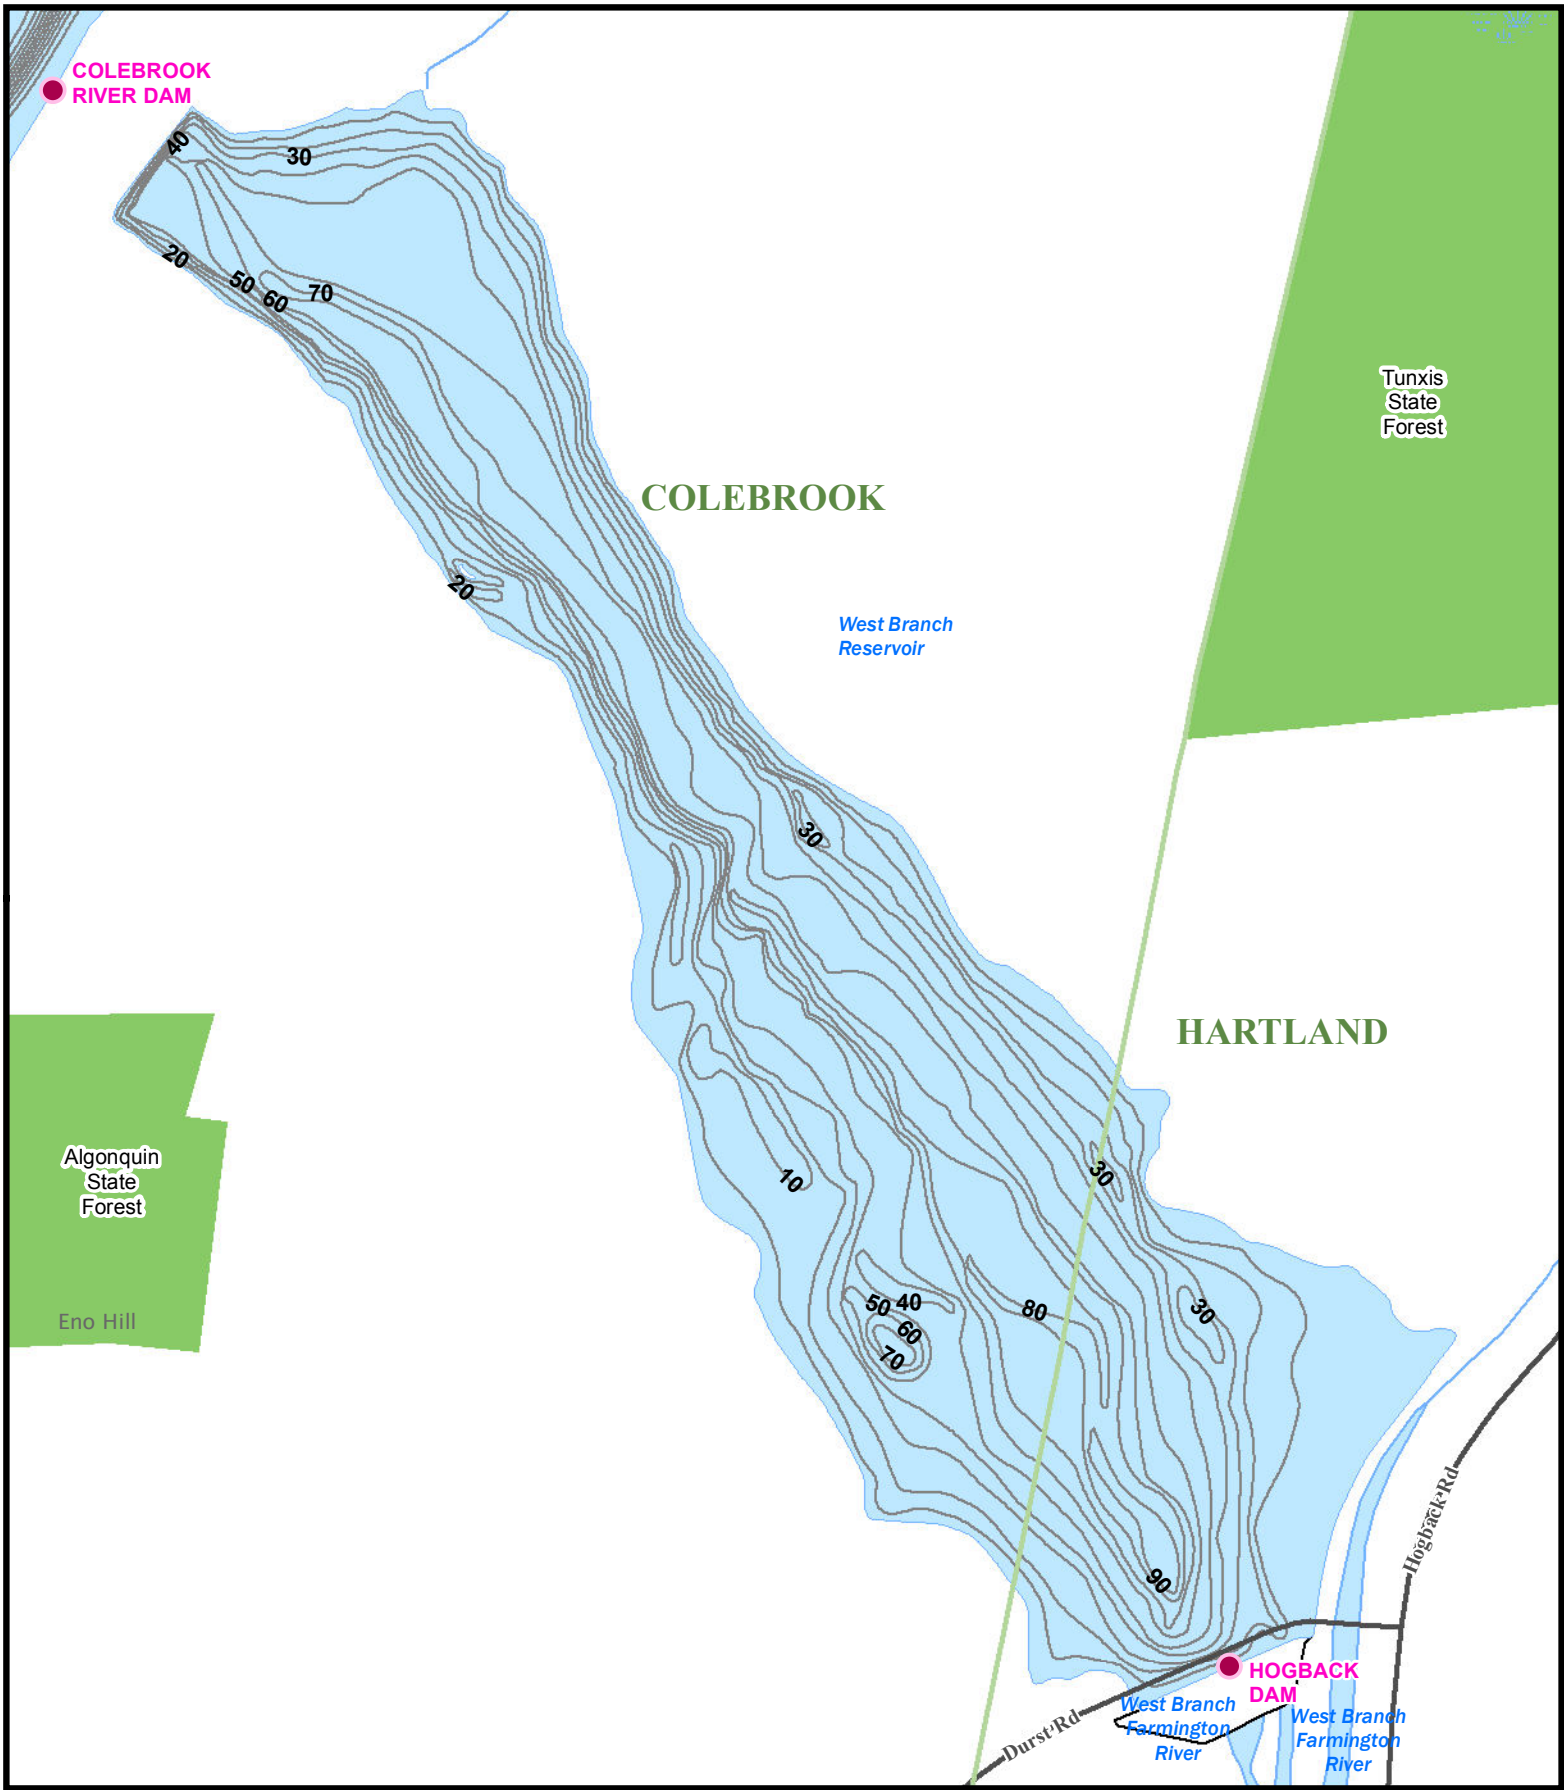 COLEBROOK
RIVER DAM
40
30
20
50
60
70
Tunxis
State
Forest
COLEBROOK
20
West Branch
Reservoir
30
HARTLAND
Algonquin
State
Forest
10
30
Eno Hill
50
40
60
70
80
30
Hogback Rd
90
HOGBACK
DAM
West Branch
Farmington
River
West Branch
Farmington
River
Durst Rd